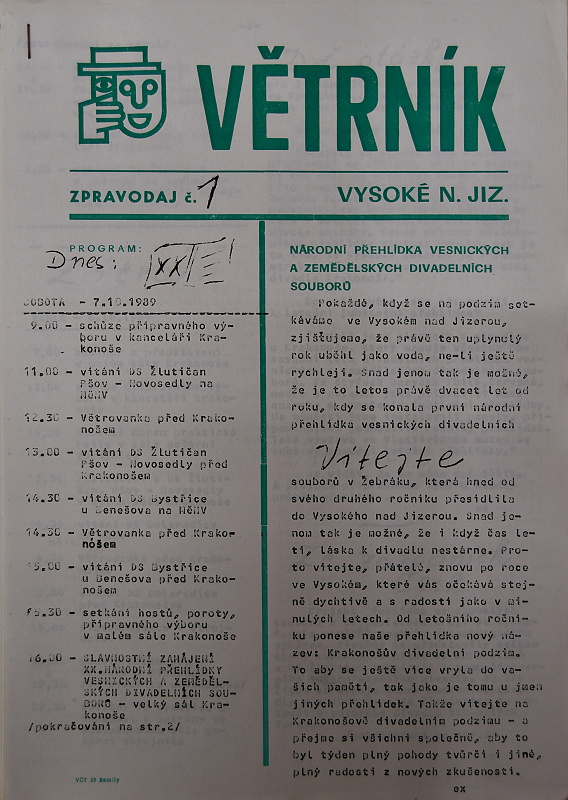 VĚTRNÍK
ZPRAVODAJ č. 1
VYSOKÉ N. JIZ.
PROGRAM:
Dnes:
SOBOTA - 7.10.1989
9.00 - schůze přípravného vý-
boru v kanceláři Kra-
konoše
11.00 - vítání DS Žlutičan
Pšov - Novosedly na
MěNV
12.30 - Větrovanka před Krako-
nošem
13.00 - vítání DS Žlutičan
Pšov - Novosedly před
Krakonošem
14.30 - vítání DS Bystřice
u Benešova na MěNV
14.30 - Větrovanka před Krako-
nošem
15.00 - vítání DS Bystřice
u Benešova před Krako-
nošem
15.30 - setkání hostů, poroty,
přípravného výboru
v malém sále Krakonoše
16.00 - SLAVNOSTNÍ ZAHÁJENÍ
XX.NÁRODNÍ PŘEHLÍDKY
VESNICKÝCH A ZEMĚDĚL-
SKÝCH DIVADELNÍCH SOU-
BORŮ - velký sál Kra-
konoše
/pokračování na str.2/
NÁRODNÍ PŘEHLÍDKA VESNICKÝCH
A ZEMĚDĚLSKÝCH DIVADELNÍCH
SOUBORŮ
Pokaždé, když se na podzim set-
káváme ve Vysokém nad Jizerou,
zjišťujeme, že právě ten uplynulý
rok uběhl jako voda, ne-li ještě
rychleji. Snad jenom tak je možné,
že je to letos právě dvacet let od
roku, kdy se konala první národní
přehlídka vesnických divadelních
Vítejte
souborů v Žebráku, která hned od
svého druhého ročníku přesídlila
do Vysokého nad Jizerou. Snad je-
nom tak je možné, že i když čas le-
tí, láska k divadlu nestárne. Pro-
to vítejte, přátelé, znovu po roce
ve Vysokém, které vás očekává stej-
ně dychtivě a s radostí jako v mi-
nulých letech. Od letošního roční-
ku ponese naše přehlídka nový ná-
zev: Krakonošův divadelní podzim.
To aby se ještě více vryla do va-
šich pamětí, tak jako je tomu u jmen
jiných přehlídek. Takže vítejte na
Krakonošově divadelním podzimu - a
přejme si všichni společně, aby to
byl týden plný pohody tvůrčí i jiné,
plný radosti z nových zkušeností.
ex
VČT 28 Semily